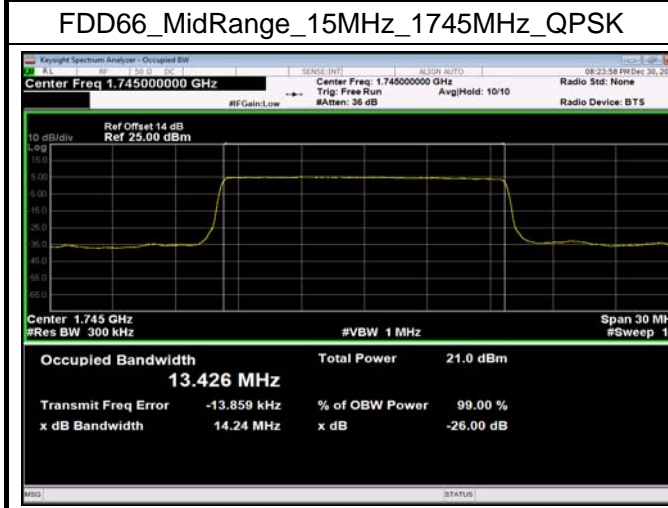 FDD66_MidRange_15MHz_1745MHz_QPSK
Keysight Spectrum Analyzer - Occupied BW
RL RF 50 Ω DC SENSE:INT ALIGN AUTO 08:23:58 PM Dec 30, 20
Center Freq 1.745000000 GHz Center Freq: 1.745000000 GHz Radio Std: None
Trig: Free Run Avg|Hold: 10/10
#IFGain:Low #Atten: 36 dB Radio Device: BTS
Ref Offset 14 dB
10 dB/div Ref 25.00 dBm
Log
15.0
5.00
-5.00
-15.0
-25.0
-35.0
-45.0
-55.0
-65.0
Center 1.745 GHz Span 30 MH
#Res BW 300 kHz #VBW 1 MHz #Sweep 1
Occupied Bandwidth Total Power 21.0 dBm
13.426 MHz
Transmit Freq Error -13.859 kHz % of OBW Power 99.00 %
x dB Bandwidth 14.24 MHz x dB -26.00 dB
MSG STATUS